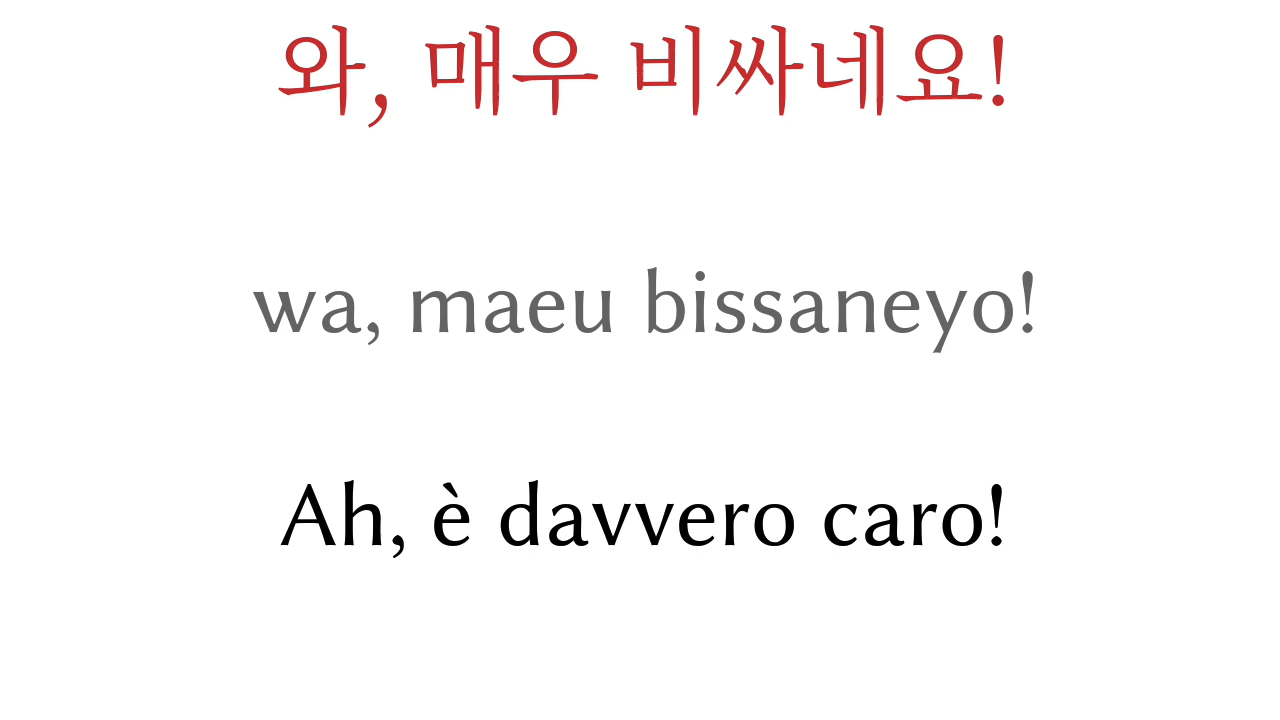 와, 매우 비싸네요!
wa, maeu bissaneyo!
Ah, è davvero caro!